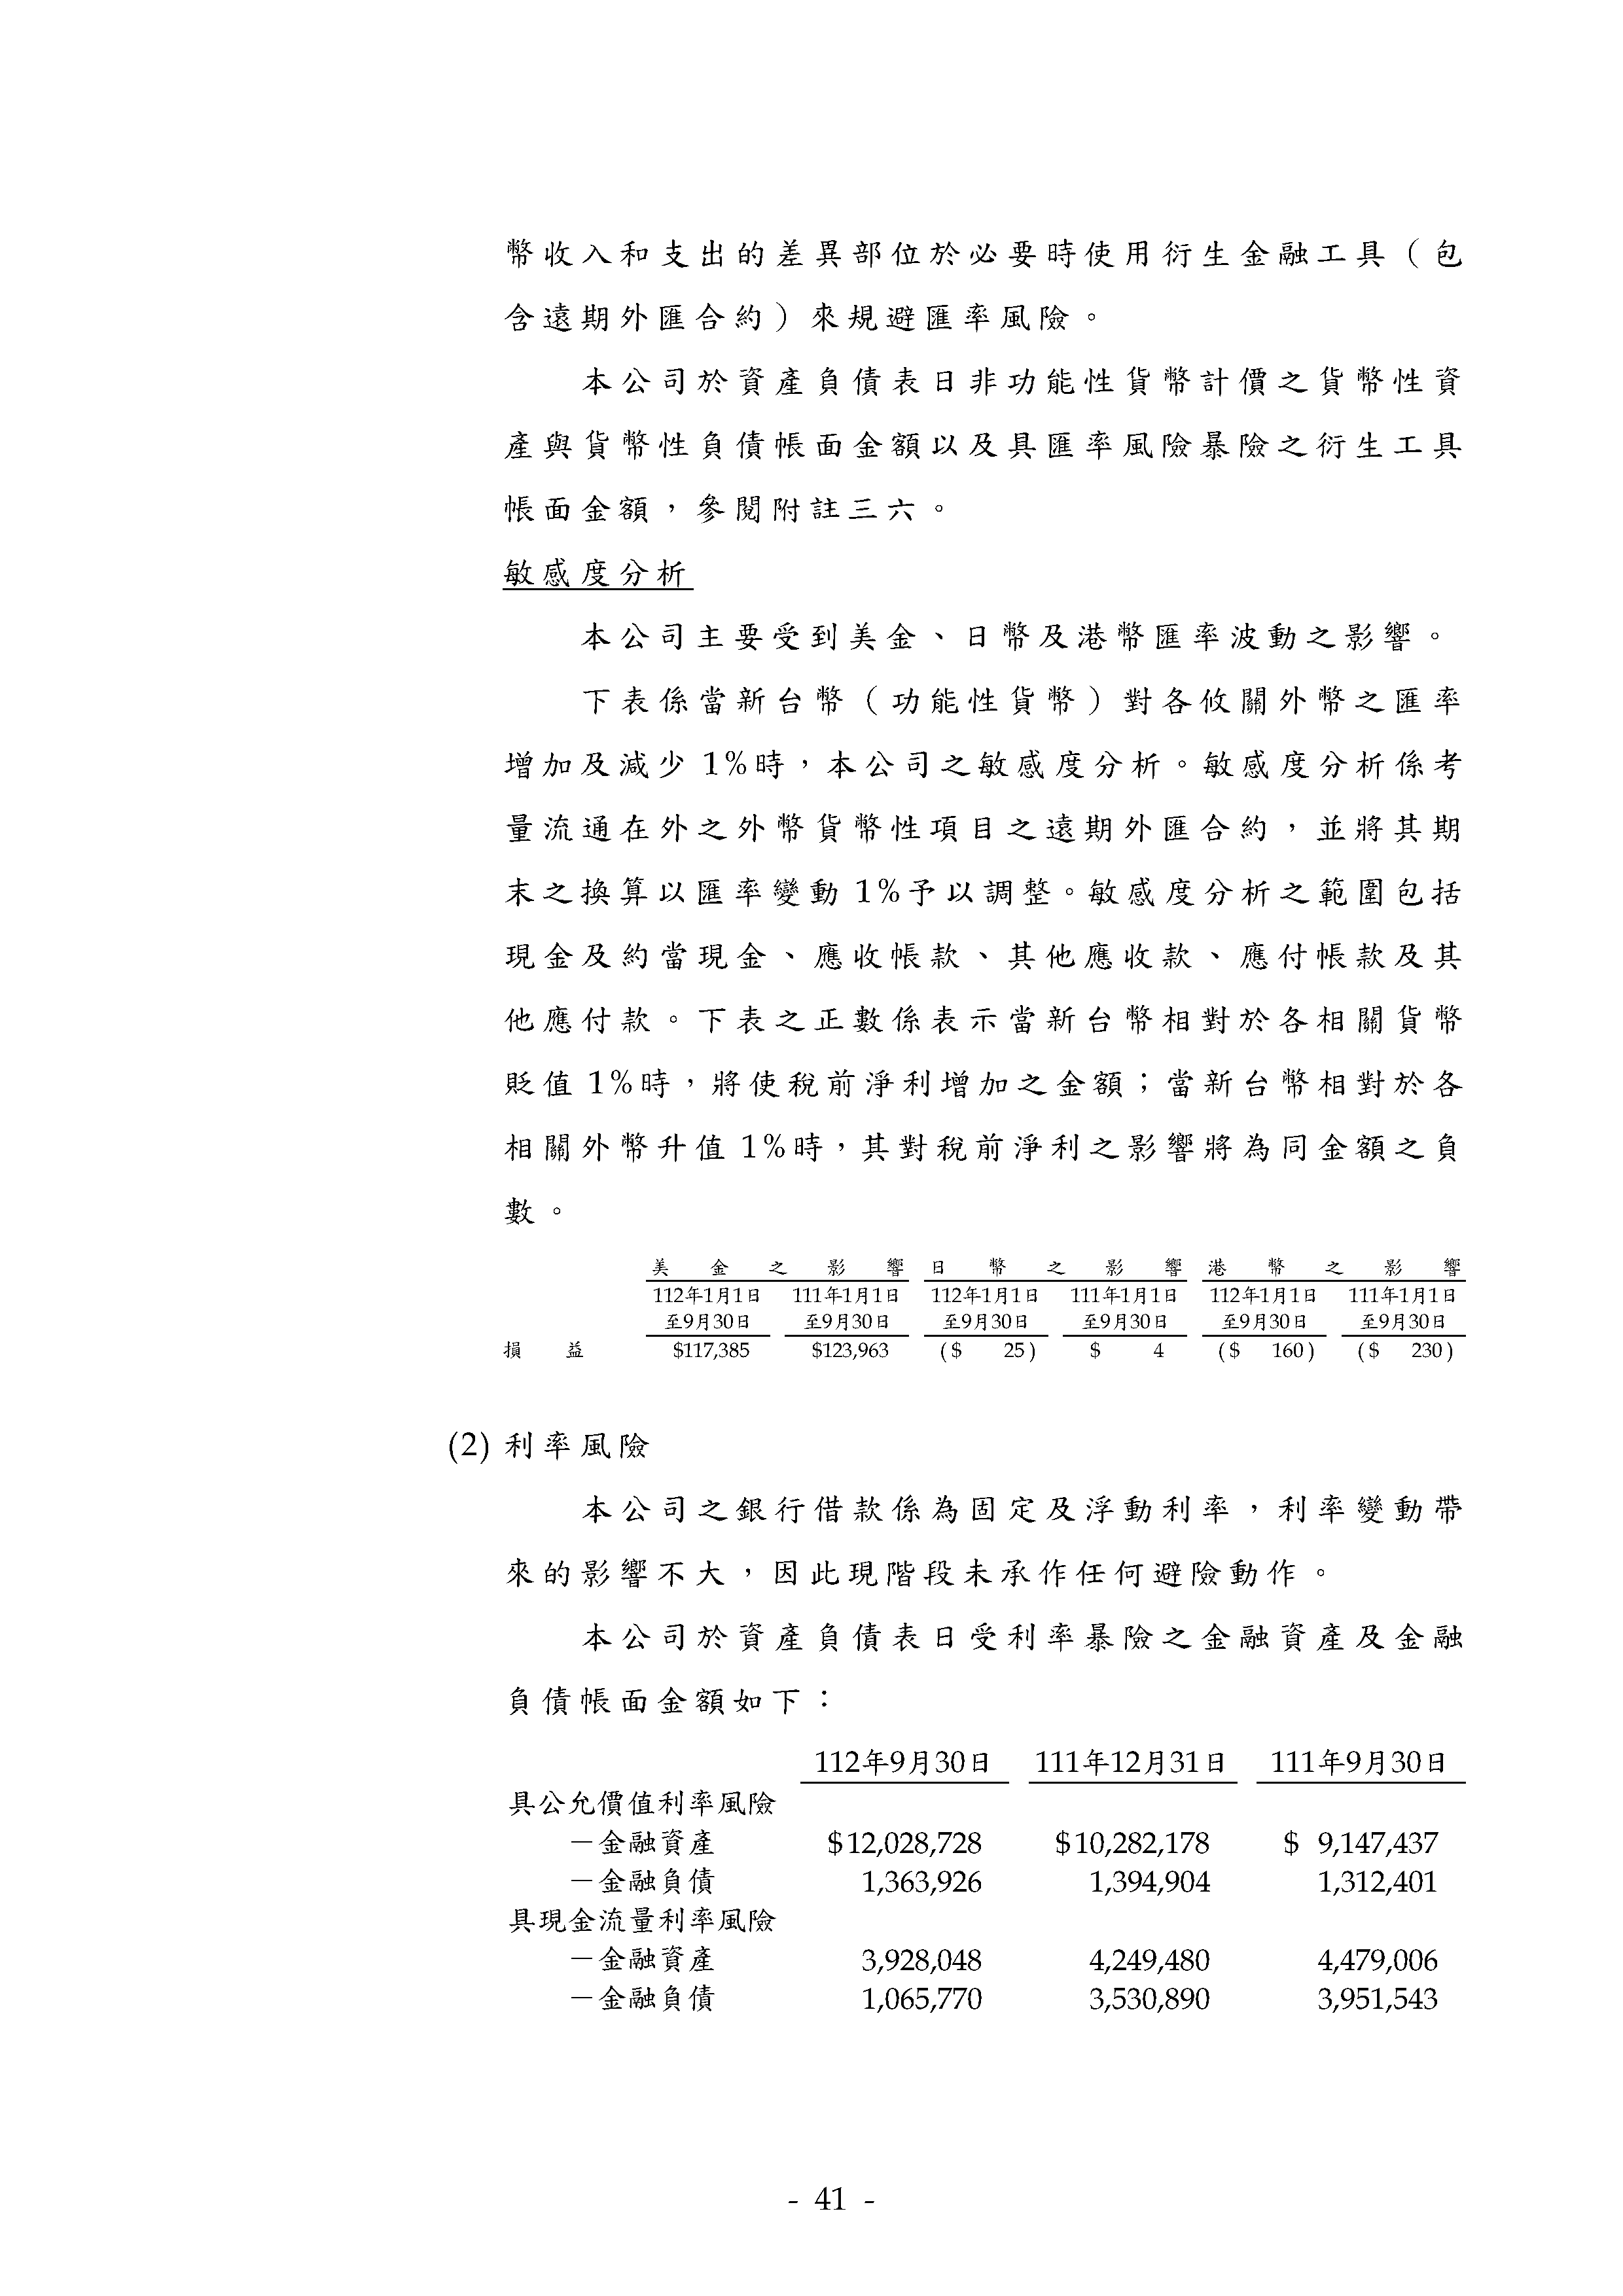 幣收入和支出的差異部位於必要時使用衍生金融工具（包
含遠期外匯合約）來規避匯率風險。
本公司於資產負債表日非功能性貨幣計價之貨幣性資
產與貨幣性負債帳面金額以及具匯率風險暴險之衍生工具
帳面金額，參閱附註三六。
敏感度分析
本公司主要受到美金、日幣及港幣匯率波動之影響。
下表係當新台幣（功能性貨幣）對各攸關外幣之匯率
增加及減少 1%時，本公司之敏感度分析。敏感度分析係考
量流通在外之外幣貨幣性項目之遠期外匯合約，並將其期
末之換算以匯率變動 1%予以調整。敏感度分析之範圍包括
現金及約當現金、應收帳款、其他應收款、應付帳款及其
他應付款。下表之正數係表示當新台幣相對於各相關貨幣
貶值 1%時，將使稅前淨利增加之金額；當新台幣相對於各
相關外幣升值 1%時，其對稅前淨利之影響將為同金額之負
數。
美金之影響 日幣之影響 港幣之影響
112年1月1日 111年1月1日 112年1月1日 111年1月1日 112年1月1日 111年1月1日
至9月30日 至9月30日 至9月30日 至9月30日 至9月30日 至9月30日
損益 $117,385 $123,963 ($ 25) $ 4 ($ 160) ($ 230)
(2) 利率風險
本公司之銀行借款係為固定及浮動利率，利率變動帶
來的影響不大，因此現階段未承作任何避險動作。
本公司於資產負債表日受利率暴險之金融資產及金融
負債帳面金額如下：
112年9月30日 111年12月31日 111年9月30日
具公允價值利率風險
－金融資產 $12,028,728 $10,282,178 $ 9,147,437
－金融負債 1,363,926 1,394,904 1,312,401
具現金流量利率風險
－金融資產 3,928,048 4,249,480 4,479,006
－金融負債 1,065,770 3,530,890 3,951,543
- 41 -